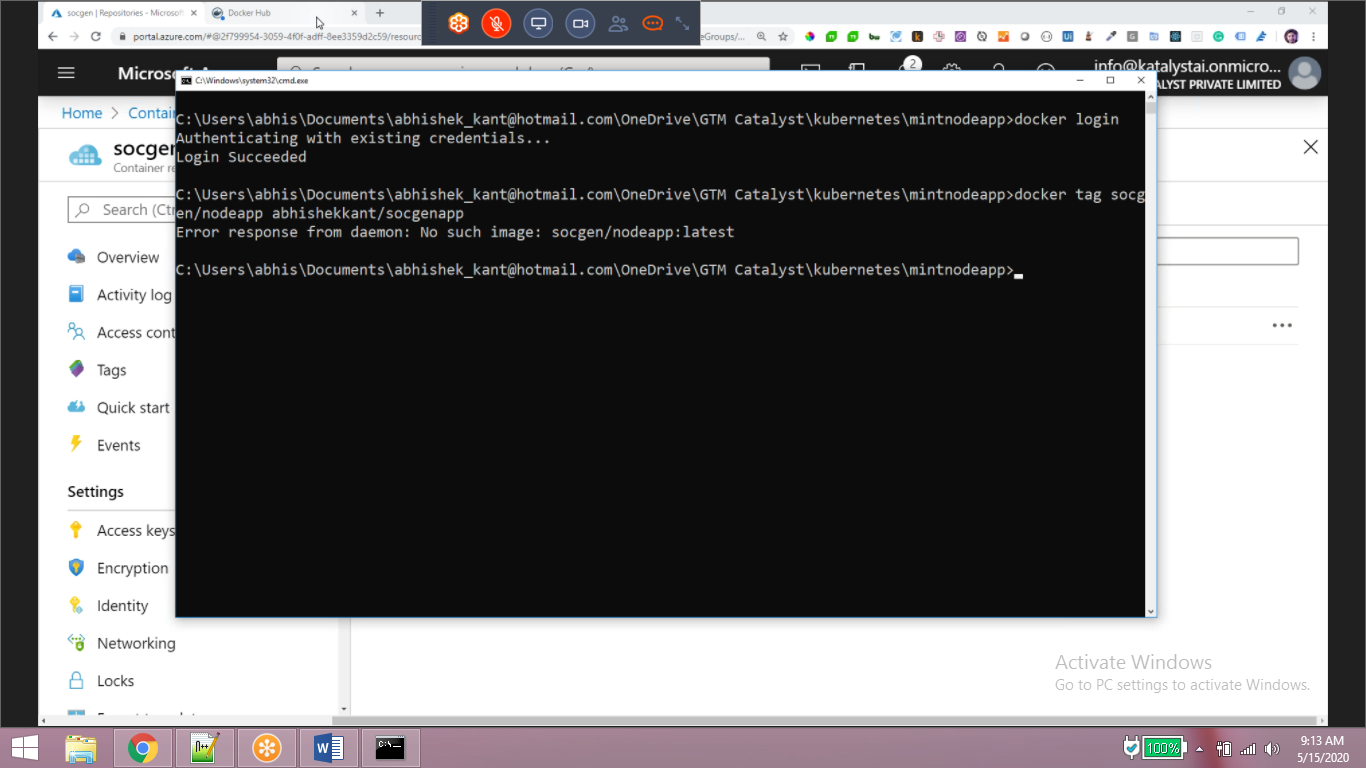 socgen | Repositories - Microsoft
Docker Hub
portal.azure.com/#@2f799954-3059-4f0f-adff-8ee3359d2c59/resour
eGroups/...
Microsoft A
2
info@katalystai.onmicro...
ALYST PRIVATE LIMITED
C:\Windows\system32\cmd.exe
Home > Contai
socgen
Container re
Search (Ctr
Overview
Activity log
Access cont
Tags
Quick start
Events
Settings
Access keys
Encryption
Identity
Networking
Locks
C:\Users\abhis\Documents\abhishek_kant@hotmail.com\OneDrive\GTM Catalyst\kubernetes\mintnodeapp>docker login
Authenticating with existing credentials...
Login Succeeded
C:\Users\abhis\Documents\abhishek_kant@hotmail.com\OneDrive\GTM Catalyst\kubernetes\mintnodeapp>docker tag socg
en/nodeapp abhishekkant/socgenapp
Error response from daemon: No such image: socgen/nodeapp:latest
C:\Users\abhis\Documents\abhishek_kant@hotmail.com\OneDrive\GTM Catalyst\kubernetes\mintnodeapp>
Activate Windows
Go to PC settings to activate Windows.
100%
9:13 AM
5/15/2020